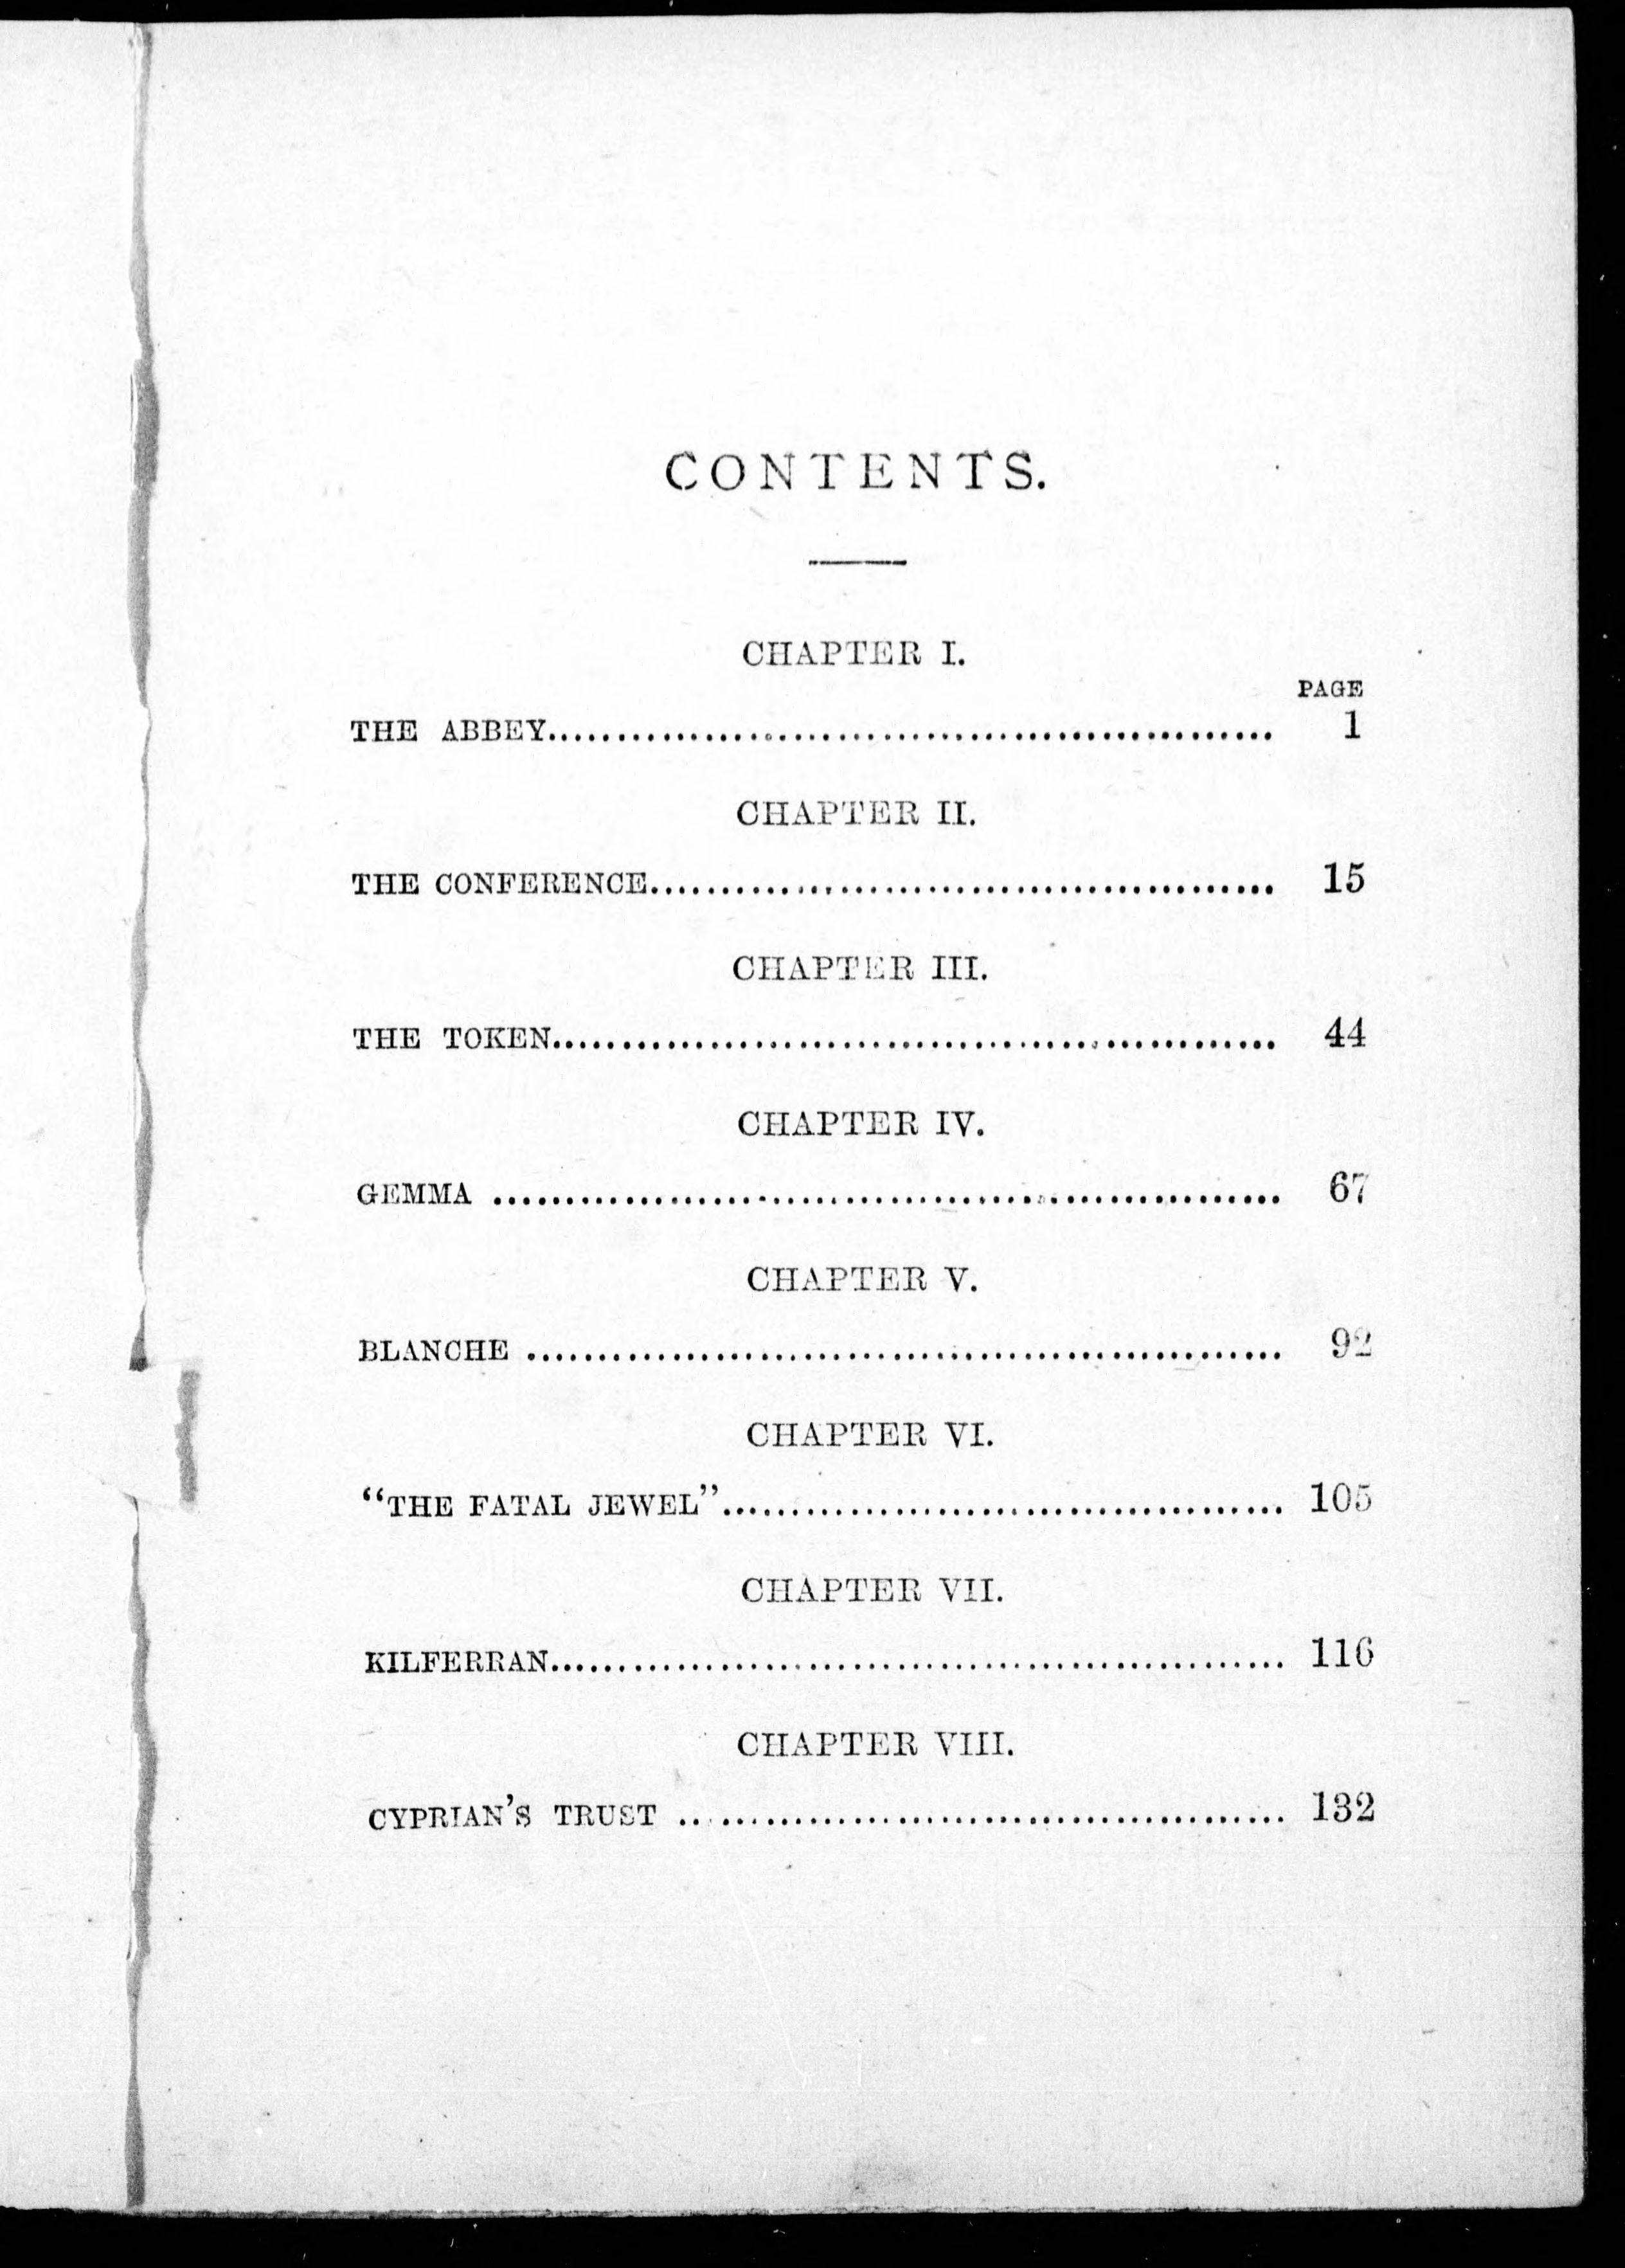 CONTENTS.
CHAPTER I.
PAGE
THE ABBEY.................................................. 1
CHAPTER II.
THE CONFERENCE........................................... 15
CHAPTER III.
THE TOKEN.................................................. 44
CHAPTER IV.
GEMMA ...................................................... 67
CHAPTER V.
BLANCHE .................................................... 92
CHAPTER VI.
“THE FATAL JEWEL”....................................... 105
CHAPTER VII.
KILFERRAN.................................................. 116
CHAPTER VIII.
CYPRIAN’S TRUST .......................................... 132